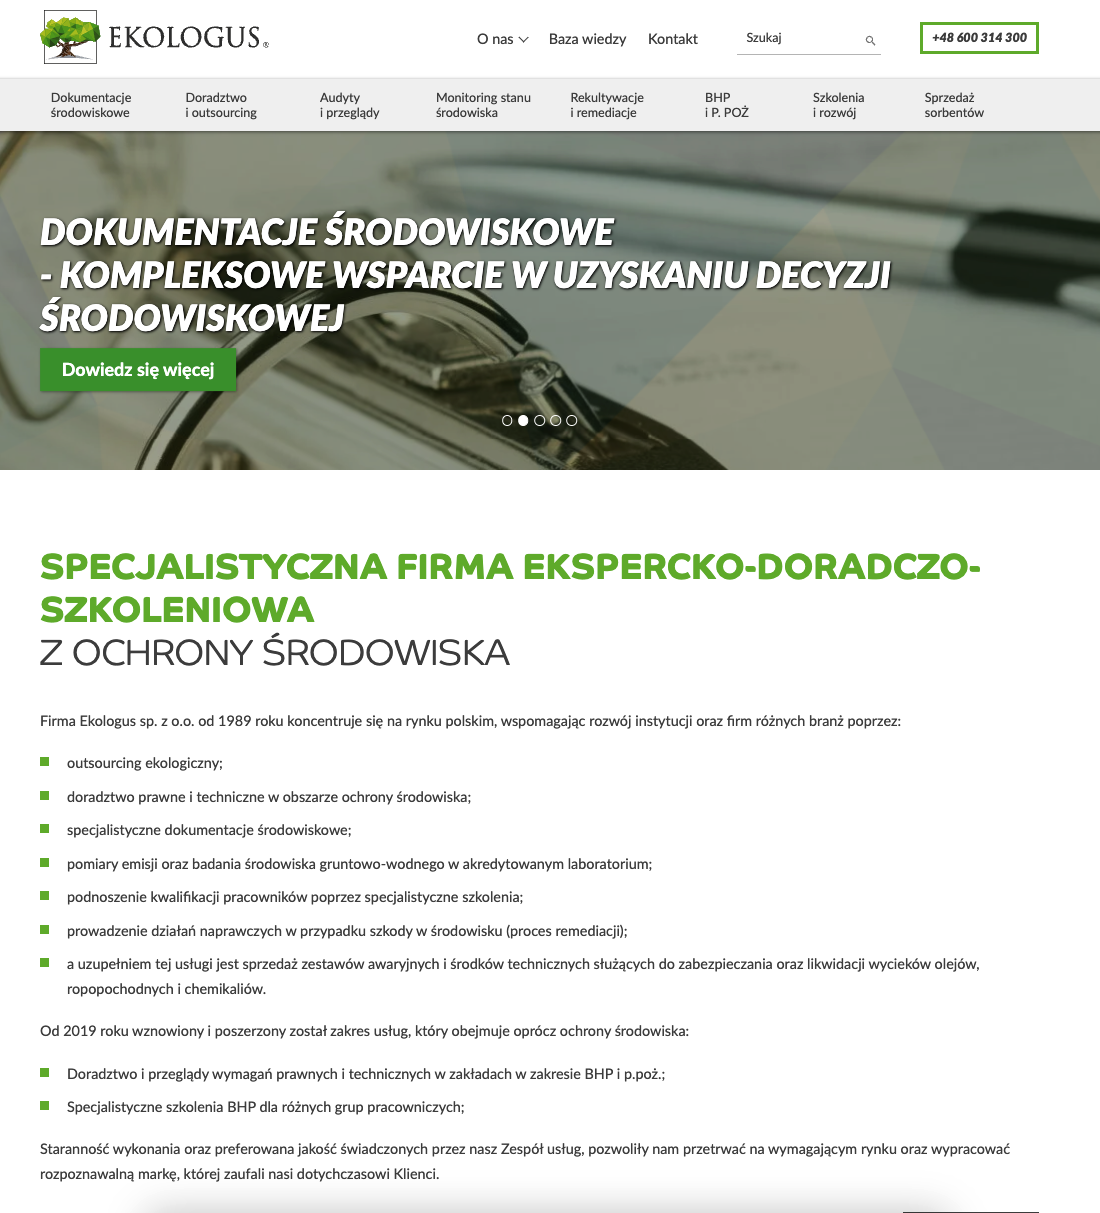 EKOLOGUS®
O nas
Baza wiedzy
Kontakt
Szukaj
+48 600 314 300
Dokumentacje
środowiskowe
Doradztwo
i outsourcing
Audyty
i przeglądy
Monitoring stanu
środowiska
Rekultywacje
i remediacje
BHP
i P. POŻ
Szkolenia
i rozwój
Sprzedaż
sorbentów
DOKUMENTACJE ŚRODOWISKOWE
- KOMPLEKSOWE WSPARCIE W UZYSKANIU DECYZJI
ŚRODOWISKOWEJ
Dowiedz się więcej
SPECJALISTYCZNA FIRMA EKSPERCKO-DORADCZO-
SZKOLENIOWA
Z OCHRONY ŚRODOWISKA
Firma Ekologus sp. z o.o. od 1989 roku koncentruje się na rynku polskim, wspomagając rozwój instytucji oraz firm różnych branż poprzez:
outsourcing ekologiczny;
doradztwo prawne i techniczne w obszarze ochrony środowiska;
specjalistyczne dokumentacje środowiskowe;
pomiary emisji oraz badania środowiska gruntowo-wodnego w akredytowanym laboratorium;
podnoszenie kwalifikacji pracowników poprzez specjalistyczne szkolenia;
prowadzenie działań naprawczych w przypadku szkody w środowisku (proces remediacji);
a uzupełniem tej usługi jest sprzedaż zestawów awaryjnych i środków technicznych służących do zabezpieczania oraz likwidacji wycieków olejów,
ropopochodnych i chemikaliów.
Od 2019 roku wznowiony i poszerzony został zakres usług, który obejmuje oprócz ochrony środowiska:
Doradztwo i przeglądy wymagań prawnych i technicznych w zakładach w zakresie BHP i p.poż.;
Specjalistyczne szkolenia BHP dla różnych grup pracowniczych;
Staranność wykonania oraz preferowana jakość świadczonych przez nasz Zespół usług, pozwoliły nam przetrwać na wymagającym rynku oraz wypracować
rozpoznawalną markę, której zaufali nasi dotychczasowi Klienci.